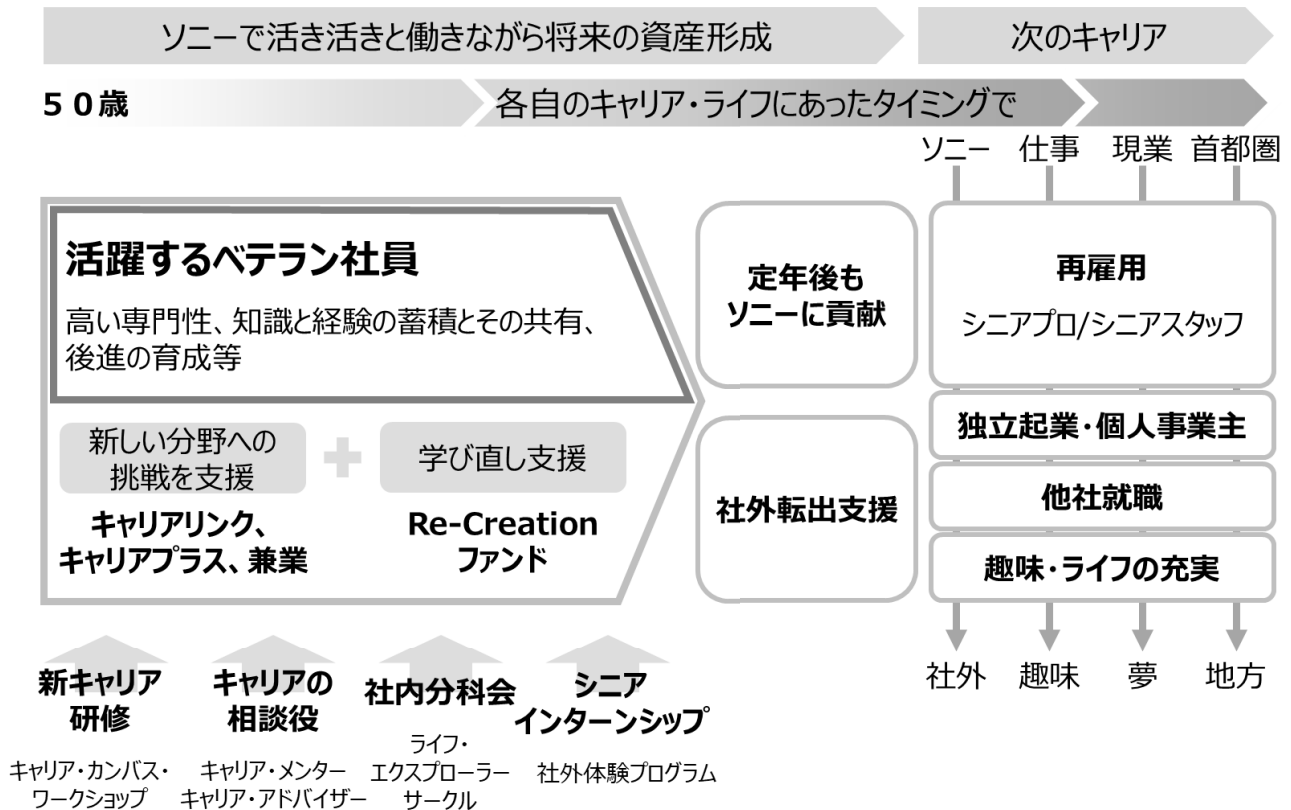 ソニーで活き活きと働きながら将来の資産形成
次のキャリア
50歳
各自のキャリア・ライフにあったタイミングで
ソニー 仕事 現業 首都圏
活躍するベテラン社員
高い専門性、知識と経験の蓄積とその共有、
後進の育成等
新しい分野への
挑戦を支援
+
学び直し支援
キャリアリンク、
キャリアプラス、兼業
Re-Creation
ファンド
定年後も
ソニーに貢献
社外転出支援
再雇用
シニアプロ/シニアスタッフ
独立起業・個人事業主
他社就職
趣味・ライフの充実
社外 趣味 夢 地方
新キャリア
研修
キャリア・カンバス・
ワークショップ
キャリアの
相談役
キャリア・メンター
キャリア・アドバイザー
社内分科会
ライフ・
エクスプローラー
サークル
シニア
インターンシップ
社外体験プログラム